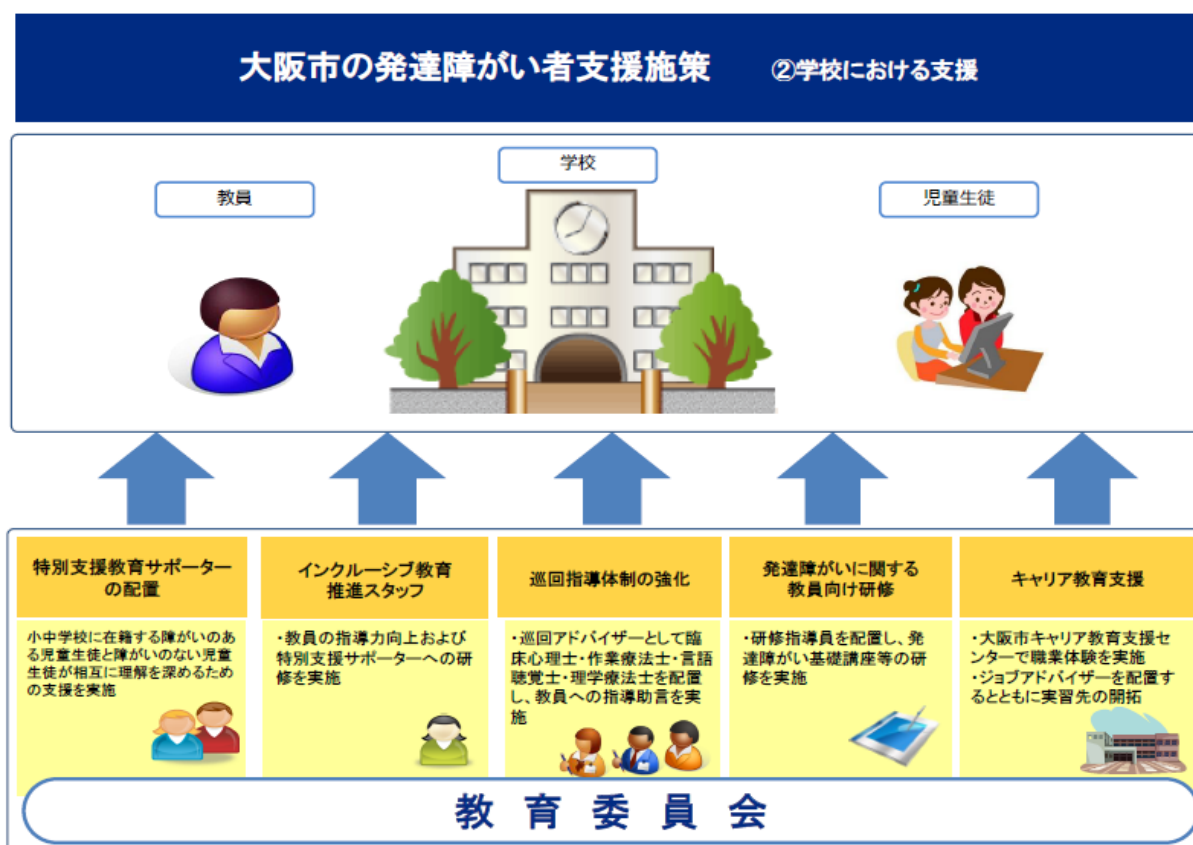 大阪市の発達障がい者支援施策 ②学校における支援
学校
教員
児童生徒
特別支援教育サポーター
の配置
小中学校に在籍する障がいのあ
る児童生徒と障がいのない児童
生徒が相互に理解を深めるため
の支援を実施
インクルーシブ教育
推進スタッフ
・教員の指導力向上および
特別支援サポーターへの研
修を実施
巡回指導体制の強化
・巡回アドバイザーとして臨
床心理士・作業療法士・言語
聴覚士・理学療法士を配置
し、教員への指導助言を実
施
発達障がいに関する
教員向け研修
・研修指導員を配置し、発
達障がい基礎講座等の研
修を実施
キャリア教育支援
・大阪市キャリア教育支援セ
ンターで職業体験を実施
・ジョブアドバイザーを配置す
るとともに実習先の開拓
教育委員会